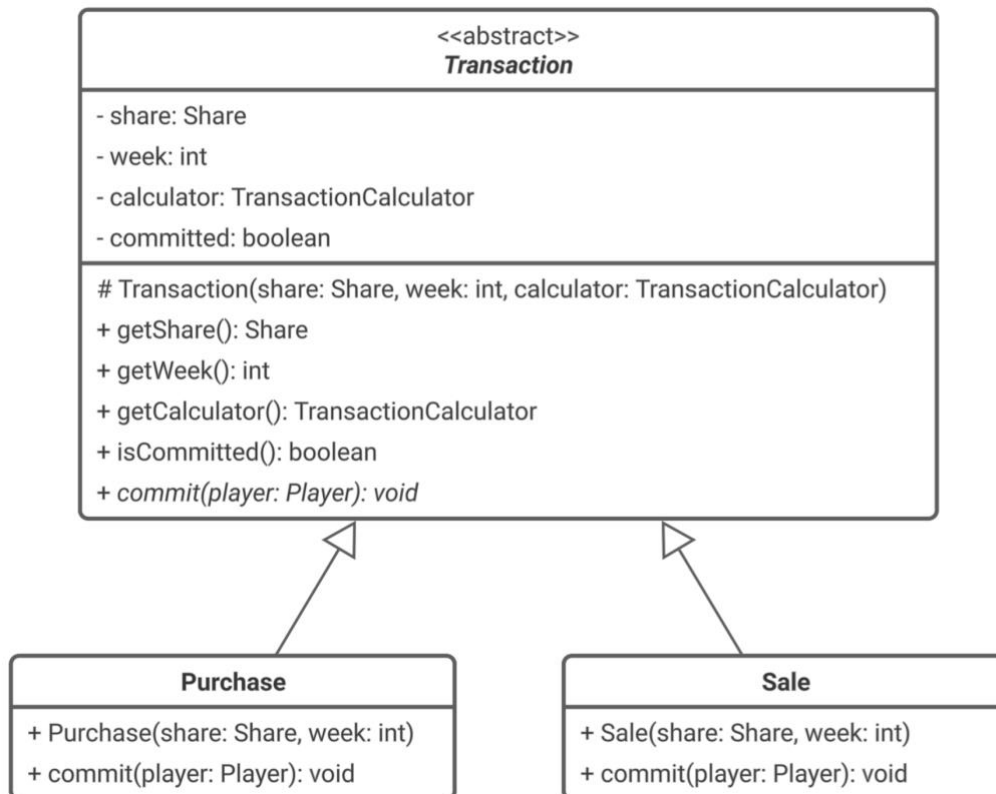 <<abstract>>
Transaction
- share: Share
- week: int
- calculator: TransactionCalculator
- committed: boolean
# Transaction(share: Share, week: int, calculator: TransactionCalculator)
+ getShare(): Share
+ getWeek(): int
+ getCalculator(): TransactionCalculator
+ isCommitted(): boolean
+ commit(player: Player): void
Purchase
+ Purchase(share: Share, week: int)
+ commit(player: Player): void
Sale
+ Sale(share: Share, week: int)
+ commit(player: Player): void